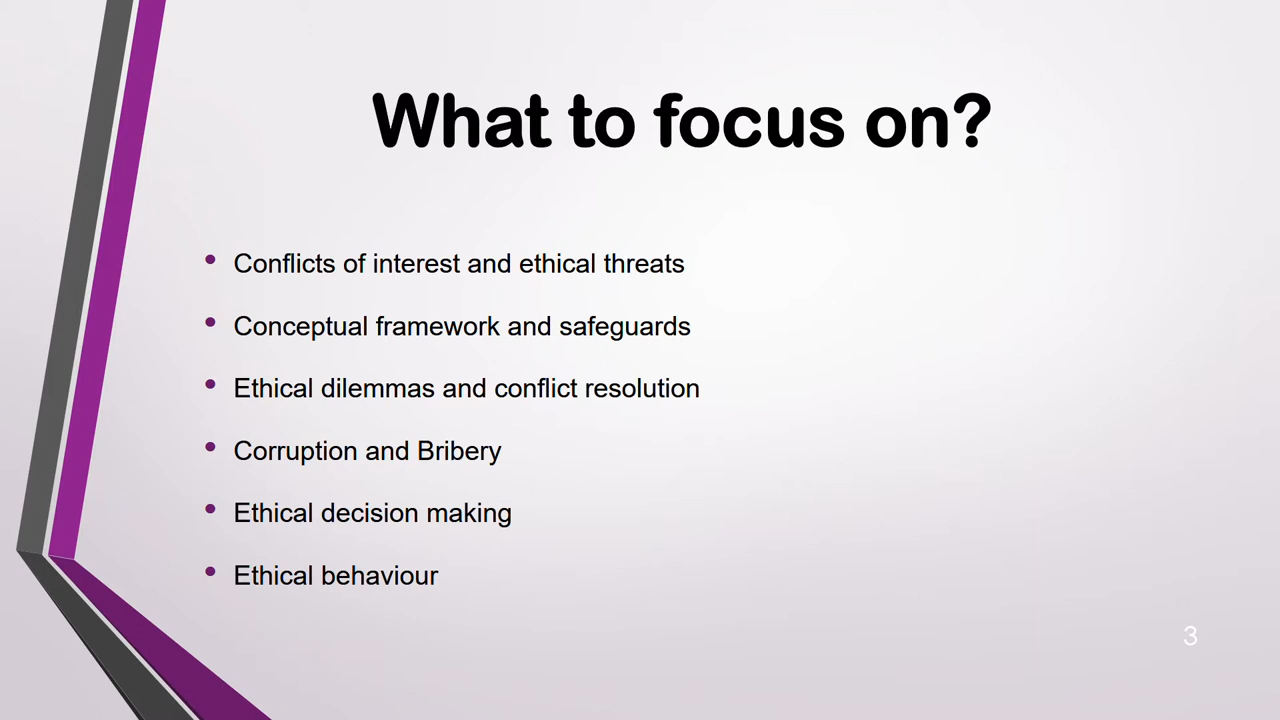 What to focus on?
• Conflicts of interest and ethical threats
• Conceptual framework and safeguards
• Ethical dilemmas and conflict resolution
• Corruption and Bribery
• Ethical decision making
• Ethical behaviour
3